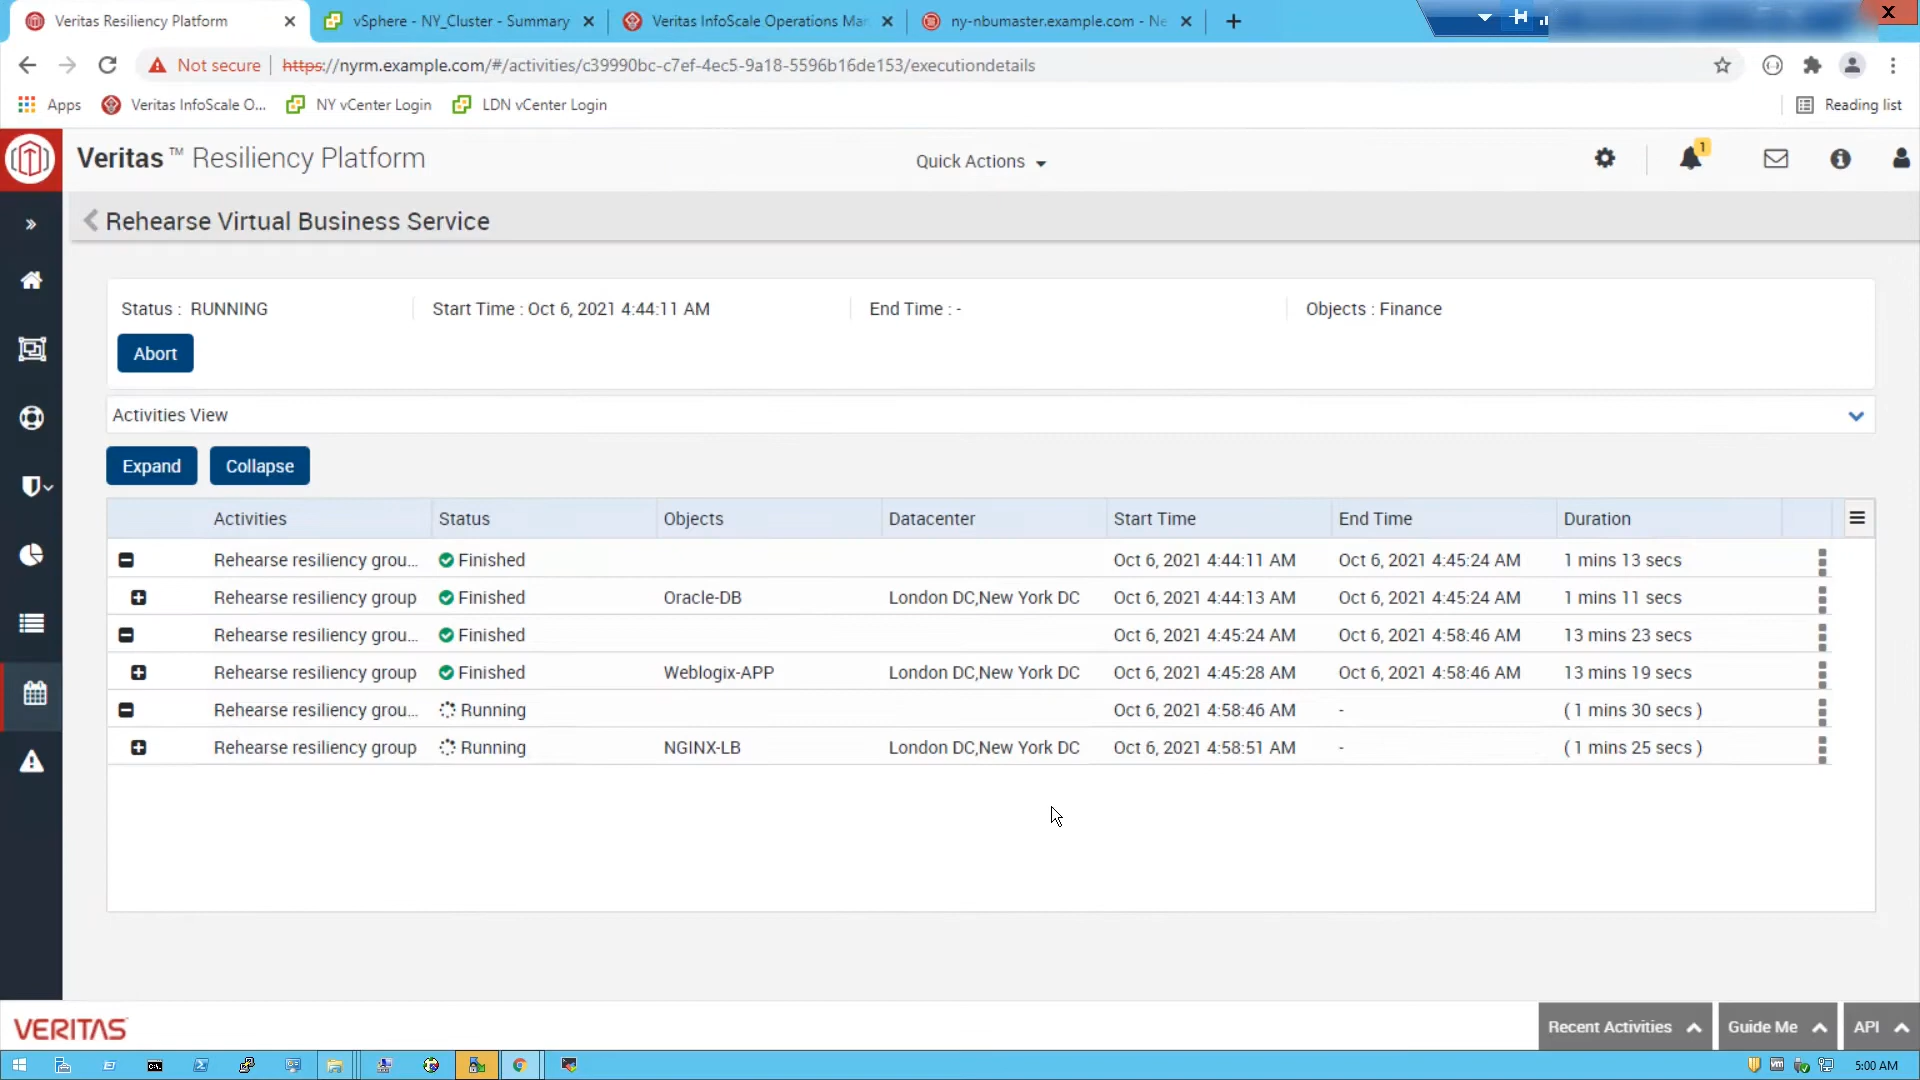 Veritas Resiliency Platform
vSphere - NY_Cluster - Summary
Veritas InfoScale Operations Ma
ny-nbumaster.example.com - Ne
Not secure
https://nyrm.example.com/#/activities/c39990bc-c7ef-4ec5-9a18-5596b16de153/executiondetails
Apps Veritas InfoScale O... NY vCenter Login LDN vCenter Login Reading list
Veritas ™ Resiliency Platform Quick Actions 1
Rehearse Virtual Business Service
Status : RUNNING Start Time : Oct 6, 2021 4:44:11 AM End Time : - Objects : Finance
Abort
Activities View
Expand Collapse
Activities Status Objects Datacenter Start Time End Time Duration
Rehearse resiliency grou... Finished Oct 6, 2021 4:44:11 AM Oct 6, 2021 4:45:24 AM 1 mins 13 secs
Rehearse resiliency group Finished Oracle-DB London DC,New York DC Oct 6, 2021 4:44:13 AM Oct 6, 2021 4:45:24 AM 1 mins 11 secs
Rehearse resiliency grou... Finished Oct 6, 2021 4:45:24 AM Oct 6, 2021 4:58:46 AM 13 mins 23 secs
Rehearse resiliency group Finished Weblogix-APP London DC,New York DC Oct 6, 2021 4:45:28 AM Oct 6, 2021 4:58:46 AM 13 mins 19 secs
Rehearse resiliency grou... Running Oct 6, 2021 4:58:46 AM - ( 1 mins 30 secs )
Rehearse resiliency group Running NGINX-LB London DC,New York DC Oct 6, 2021 4:58:51 AM - ( 1 mins 25 secs )
VERITAS Recent Activities Guide Me API
5:00 AM